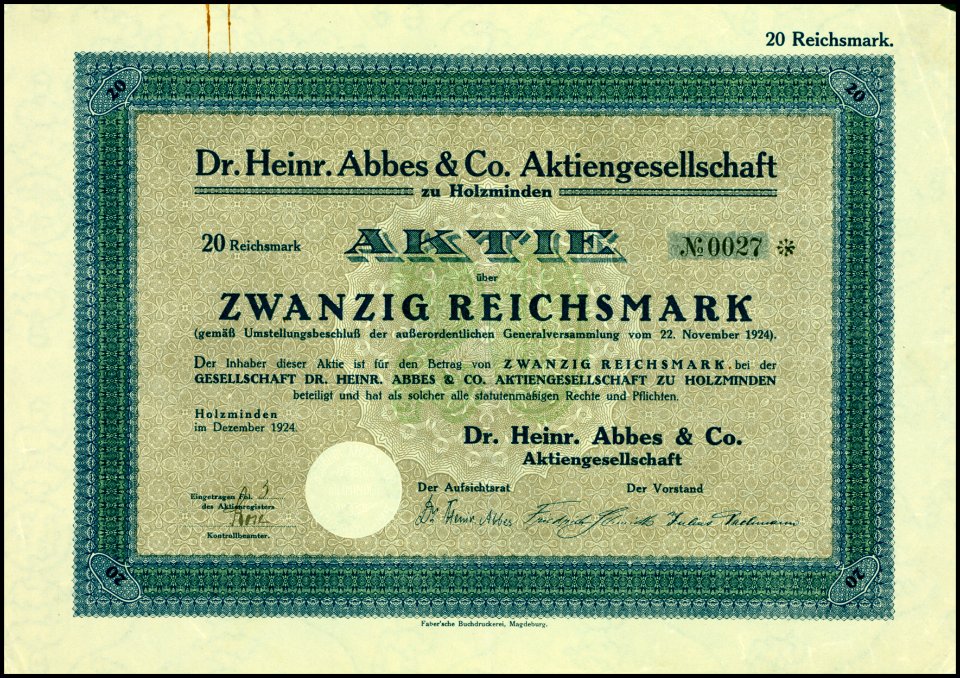 20 Reichsmark.
20 20
Dr. Heinr. Abbes & Co. Aktiengesellschaft
zu Holzminden
20 Reichsmark AKTIE № 0027 *
über
ZWANZIG REICHSMARK
(gemäß Umstellungsbeschluß der außerordentlichen Generalversammlung vom 22. November 1924).
Der Inhaber dieser Aktie ist für den Betrag von ZWANZIG REICHSMARK bei der
GESELLSCHAFT DR. HEINR. ABBES & CO. AKTIENGESELLSCHAFT ZU HOLZMINDEN
beteiligt und hat als solcher alle statutenmäßigen Rechte und Pflichten.
Holzminden
im Dezember 1924.
Dr. Heinr. Abbes & Co.
Aktiengesellschaft
Der Aufsichtsrat Der Vorstand
Dr. Heinr. Abbes
Eingetragen Fol. 3
des Aktienregisters
Kontrollbeamter.
20 20
Faber'sche Buchdruckerei, Magdeburg.